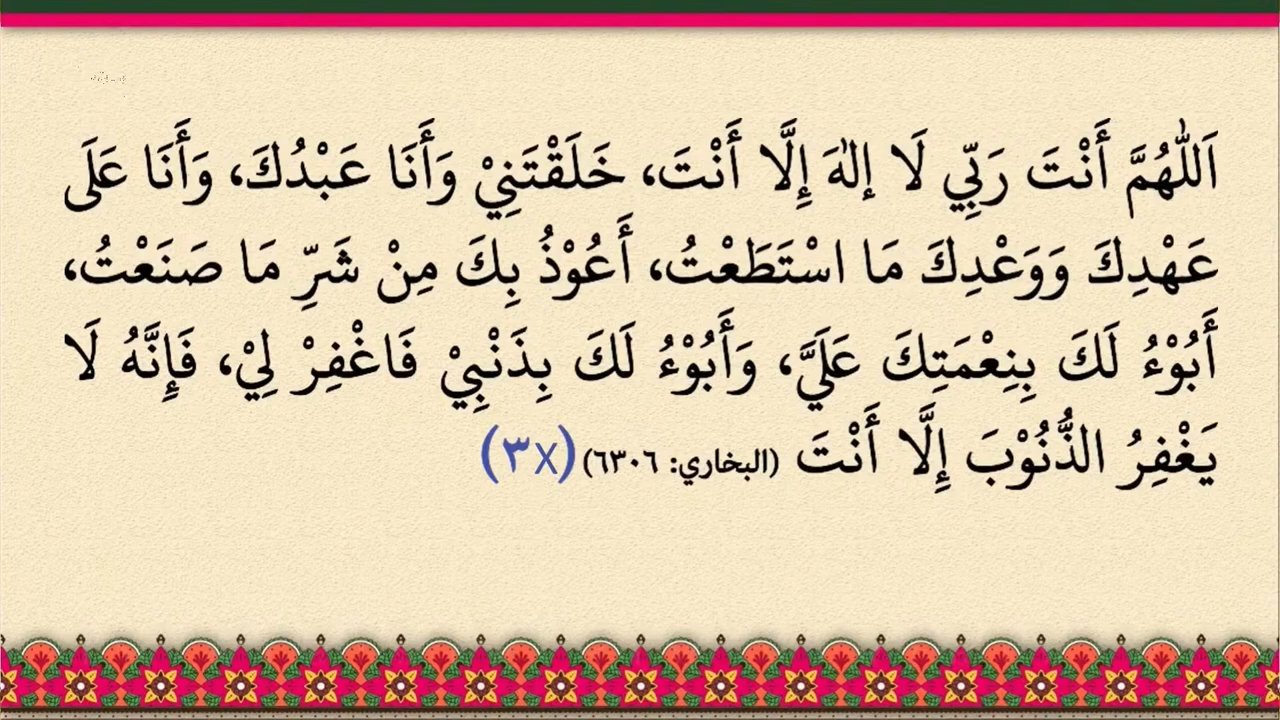 اَللّٰهُمَّ أَنْتَ رَبِّي لَا إِلٰهَ إِلَّا أَنْتَ، خَلَقْتَنِيْ وَأَنَا عَبْدُكَ، وَأَنَا عَلَى
عَهْدِكَ وَوَعْدِكَ مَا اسْتَطَعْتُ، أَعُوْذُ بِكَ مِنْ شَرِّ مَا صَنَعْتُ،
أَبُوْءُ لَكَ بِنِعْمَتِكَ عَلَيَّ، وَأَبُوْءُ لَكَ بِذَنْبِيْ فَاغْفِرْ لِيْ، فَإِنَّهُ لَا
يَغْفِرُ الذُّنُوْبَ إِلَّا أَنْتَ (البخاري: ٦٣٠٦) (٣x)